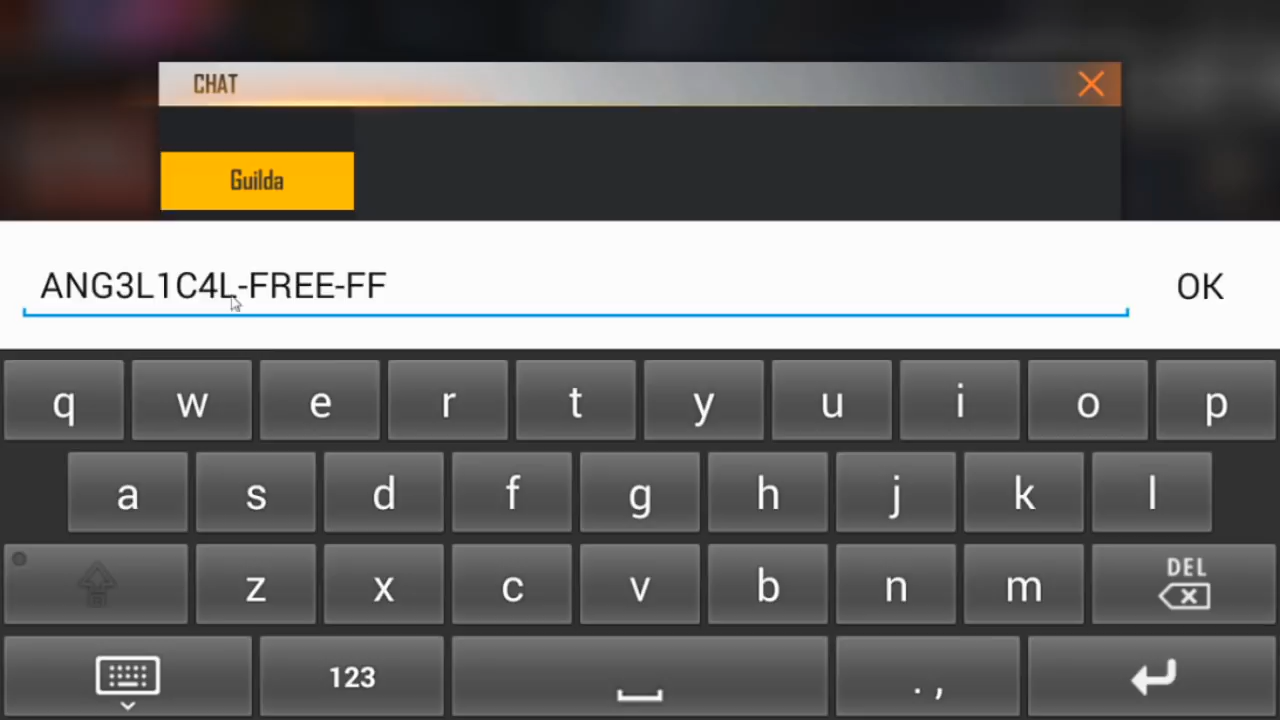 CHAT
Guilda
ANG3L1C4L-FREE-FF
OK
q w e r t y u i o p
a s d f g h j k l
z x c v b n m DEL
123 . ,